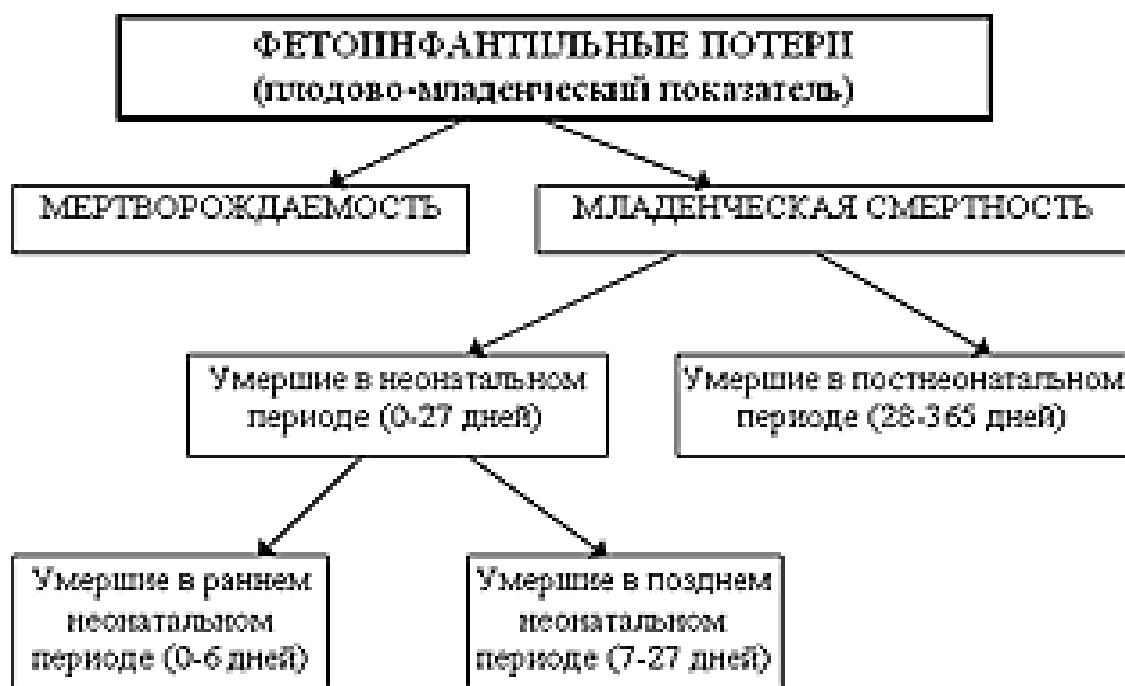 ФЕТОИНФАНТИЛЬНЫЕ ПОТЕРИ
(плодово-младенческий показатель)
МЕРТВОРОЖДАЕМОСТЬ
МЛАДЕНЧЕСКАЯ СМЕРТНОСТЬ
Умершие в неонатальном
периоде (0-27 дней)
Умершие в постнеонатальном
периоде (28-365 дней)
Умершие в раннем
неонатальном
периоде (0-6 дней)
Умершие в позднем
неонатальном
периоде (7-27 дней)